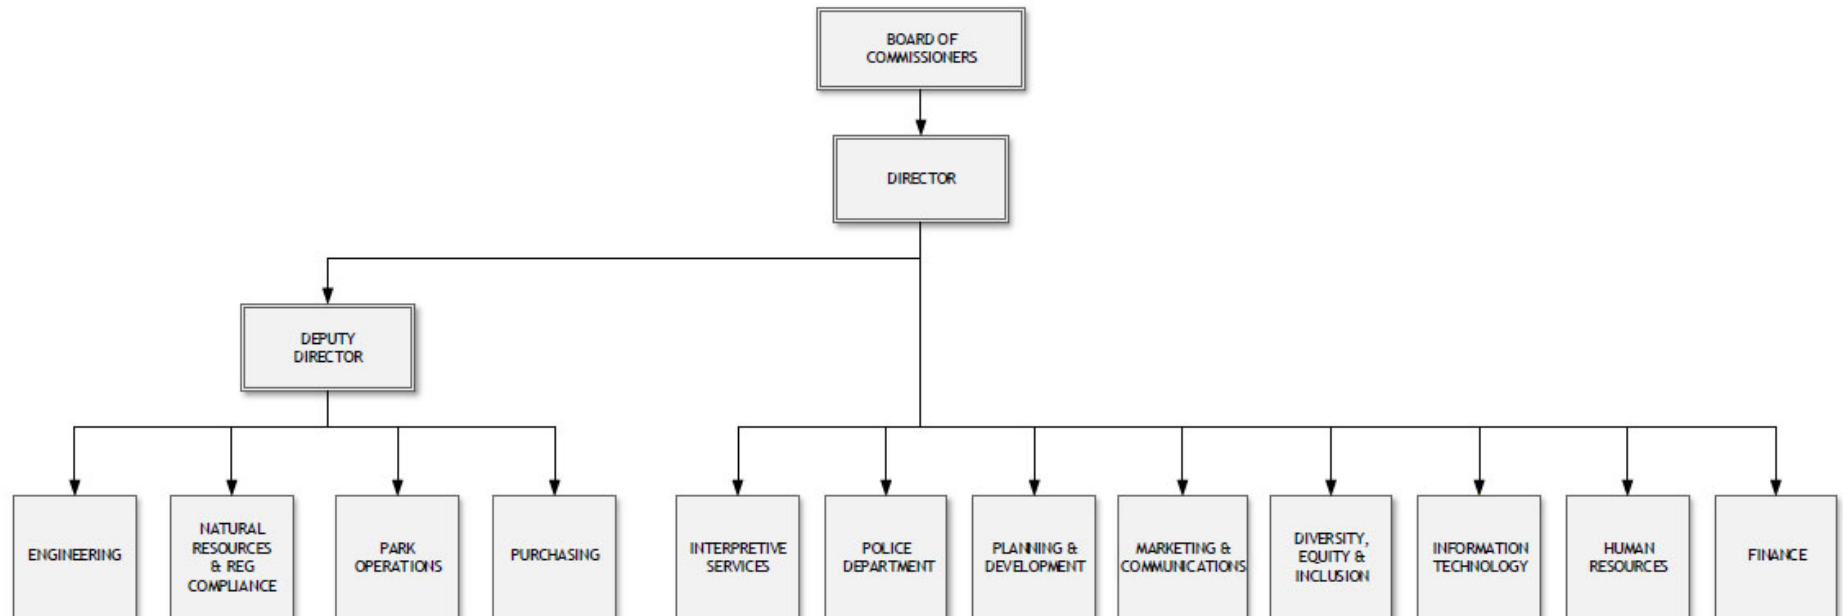 BOARD OF
COMMISSIONERS
DIRECTOR
DEPUTY
DIRECTOR
ENGINEERING
NATURAL
RESOURCES
& REG
COMPLIANCE
PARK
OPERATIONS
PURCHASING
INTERPRETIVE
SERVICES
POLICE
DEPARTMENT
PLANNING &
DEVELOPMENT
MARKETING &
COMMUNICATIONS
DIVERSITY,
EQUITY &
INCLUSION
INFORMATION
TECHNOLOGY
HUMAN
RESOURCES
FINANCE